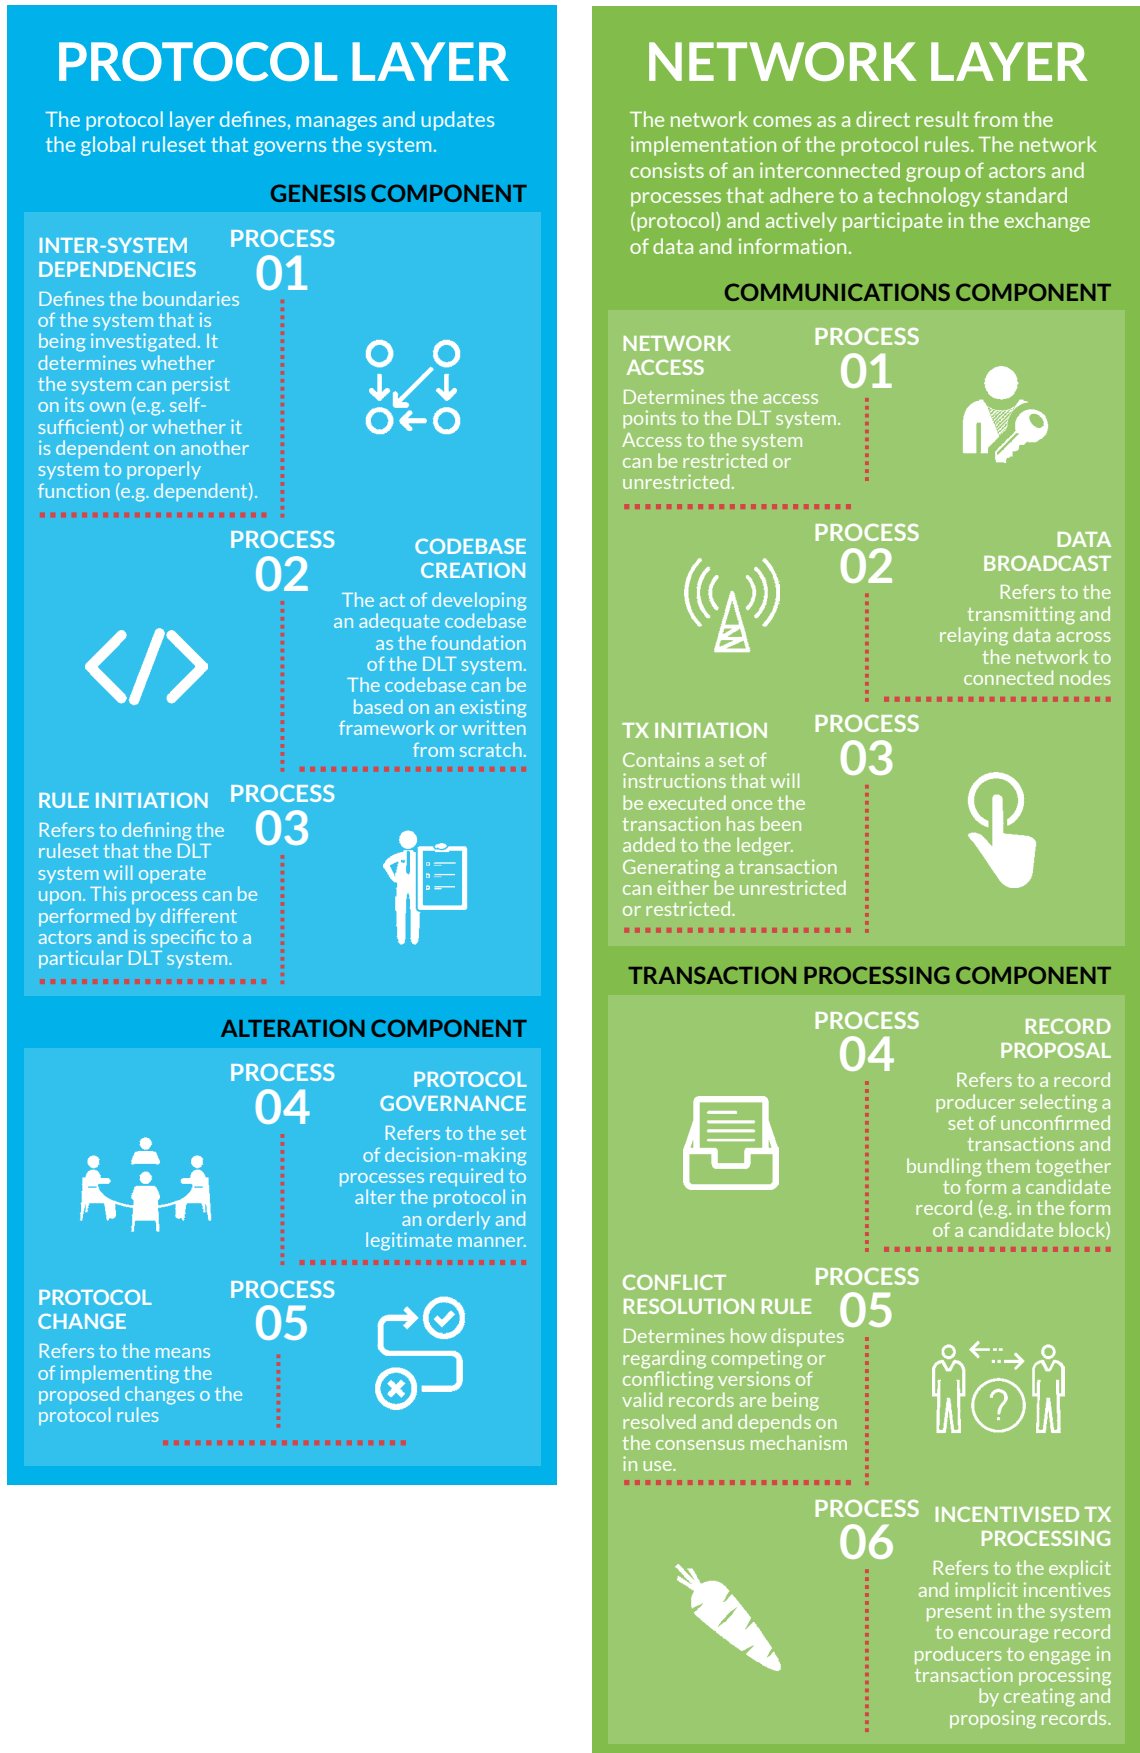 PROTOCOL LAYER
The protocol layer defines, manages and updates
the global ruleset that governs the system.
GENESIS COMPONENT
INTER-SYSTEM
DEPENDENCIES
Defines the boundaries
of the system that is
being investigated. It
determines whether
the system can persist
on its own (e.g. self-
sufficient) or whether it
is dependent on another
system to properly
function (e.g. dependent).
PROCESS
01
PROCESS
02
CODEBASE
CREATION
The act of developing
an adequate codebase
as the foundation
of the DLT system.
The codebase can be
based on an existing
framework or written
from scratch.
RULE INITIATION
Refers to defining the
ruleset that the DLT
system will operate
upon. This process can be
performed by different
actors and is specific to a
particular DLT system.
PROCESS
03
ALTERATION COMPONENT
PROCESS
04
PROTOCOL
GOVERNANCE
Refers to the set
of decision-making
processes required to
alter the protocol in
an orderly and
legitimate manner.
PROTOCOL
CHANGE
Refers to the means
of implementing the
proposed changes o the
protocol rules
PROCESS
05
NETWORK LAYER
The network comes as a direct result from the
implementation of the protocol rules. The network
consists of an interconnected group of actors and
processes that adhere to a technology standard
(protocol) and actively participate in the exchange
of data and information.
COMMUNICATIONS COMPONENT
NETWORK
ACCESS
Determines the access
points to the DLT system.
Access to the system
can be restricted or
unrestricted.
PROCESS
01
PROCESS
02
DATA
BROADCAST
Refers to the
transmitting and
relaying data across
the network to
connected nodes
TX INITIATION
Contains a set of
instructions that will
be executed once the
transaction has been
added to the ledger.
Generating a transaction
can either be unrestricted
or restricted.
PROCESS
03
TRANSACTION PROCESSING COMPONENT
PROCESS
04
RECORD
PROPOSAL
Refers to a record
producer selecting a
set of unconfirmed
transactions and
bundling them together
to form a candidate
record (e.g. in the form
of a candidate block)
CONFLICT
RESOLUTION RULE
Determines how disputes
regarding competing or
conflicting versions of
valid records are being
resolved and depends on
the consensus mechanism
in use.
PROCESS
05
?
PROCESS
06
INCENTIVISED TX
PROCESSING
Refers to the explicit
and implicit incentives
present in the system
to encourage record
producers to engage in
transaction processing
by creating and
proposing records.